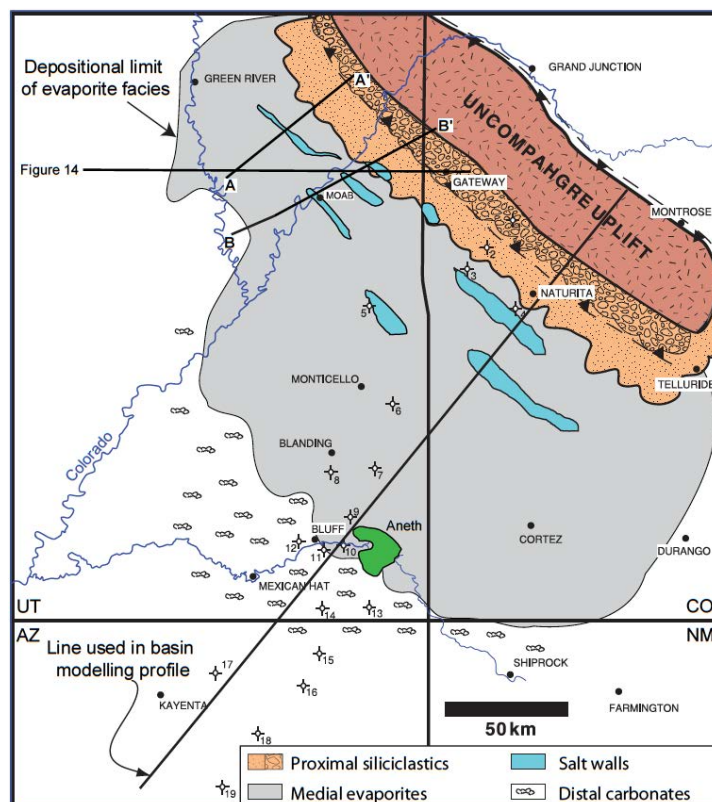 Depositional limit
of evaporite facies
GREEN RIVER
A'
GRAND JUNCTION
B'
UNCOMPAHGRE UPLIFT
Figure 14
A
GATEWAY
MOAB
MONTROSE
B
1
2
3
NATURITA
4
5
TELLURIDE
MONTICELLO
6
Colorado
BLANDING
8
7
9
Aneth
BLUFF
12
11
10
CORTEZ
DURANGO
MEXICAN HAT
14
13
UT
CO
AZ
NM
Line used in basin
modelling profile
15
17
16
KAYENTA
SHIPROCK
FARMINGTON
50 km
18
19
Proximal siliciclastics
Salt walls
Medial evaporites
Distal carbonates